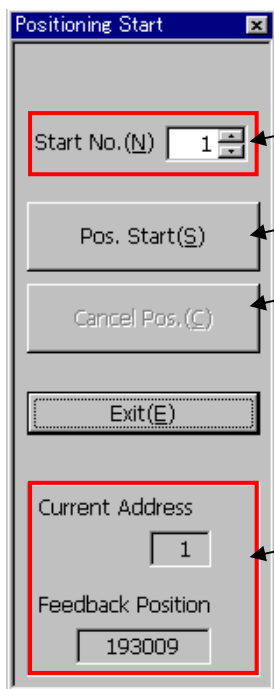 Positioning Start
Start No.(N) 1
Pos. Start(S)
Cancel Pos.(C)
Exit(E)
Current Address
1
Feedback Position
193009